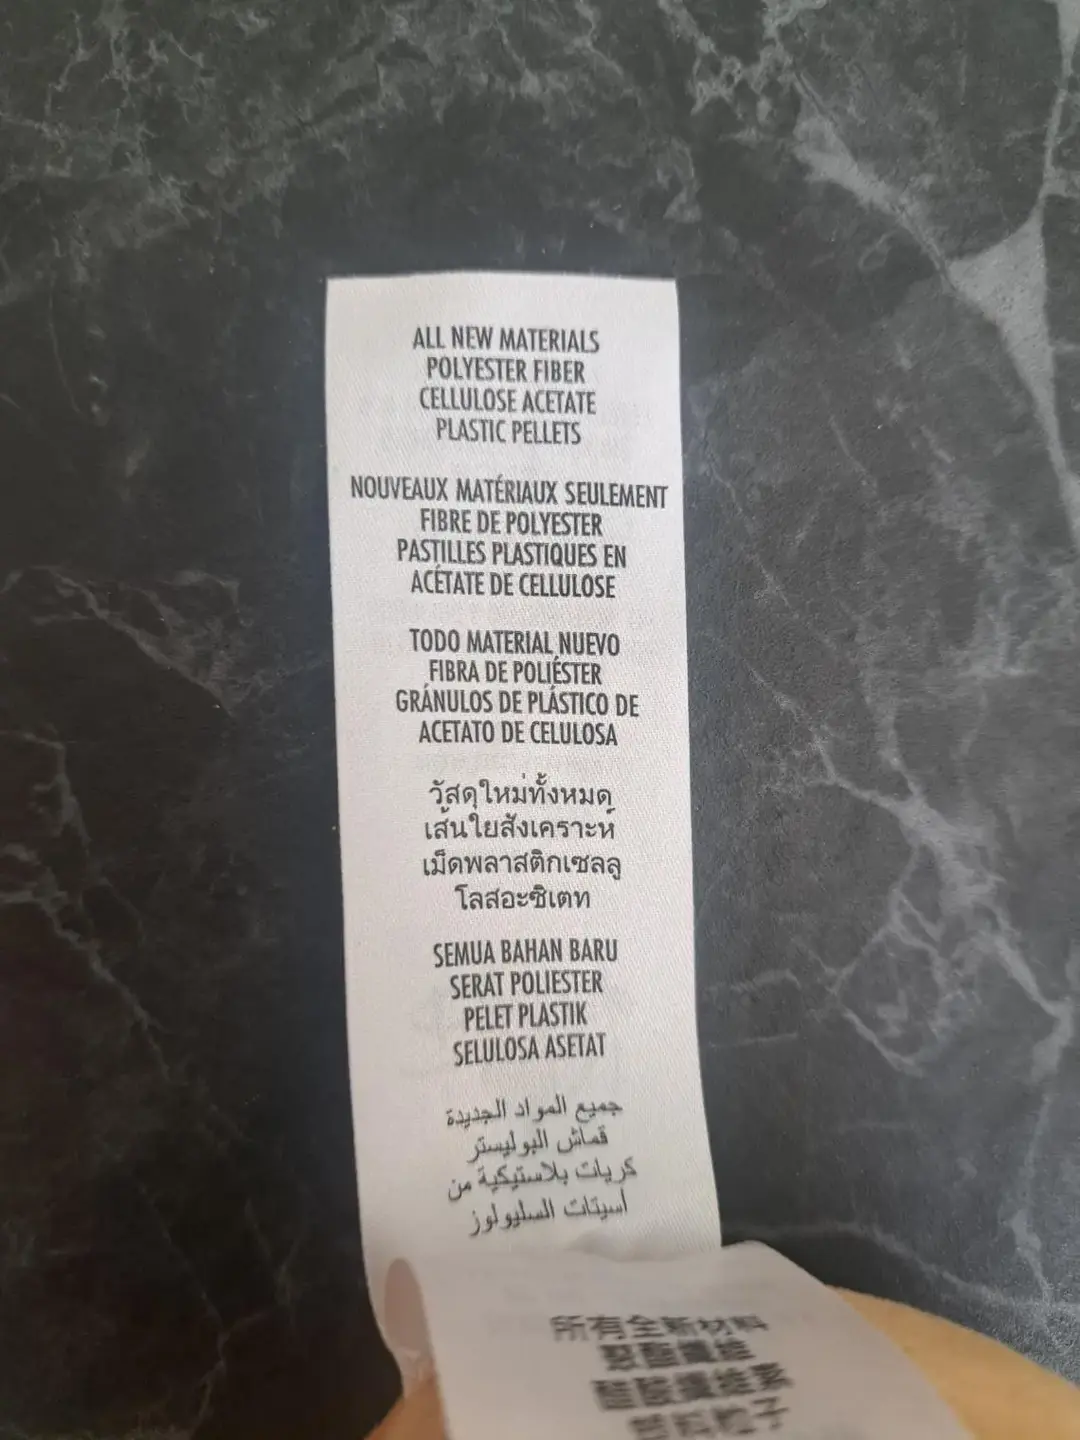 ALL NEW MATERIALS
POLYESTER FIBER
CELLULOSE ACETATE
PLASTIC PELLETS
NOUVEAUX MATÉRIAUX SEULEMENT
FIBRE DE POLYESTER
PASTILLES PLASTIQUES EN
ACÉTATE DE CELLULOSE
TODO MATERIAL NUEVO
FIBRA DE POLIÉSTER
GRÁNULOS DE PLÁSTICO DE
ACETATO DE CELULOSA
วัสดุใหม่ทั้งหมด
เส้นใยสังเคราะห์
เม็ดพลาสติกเซลลู
โลสอะซิเตท
SEMUA BAHAN BARU
SERAT POLIESTER
PELET PLASTIK
SELULOSA ASETAT
جميع المواد الجديدة
قماش البوليستر
كريات بلاستيكية من
أسيتات السليولوز
所有全新材料
聚酯纖維
醋酸纖維素
塑料粒子